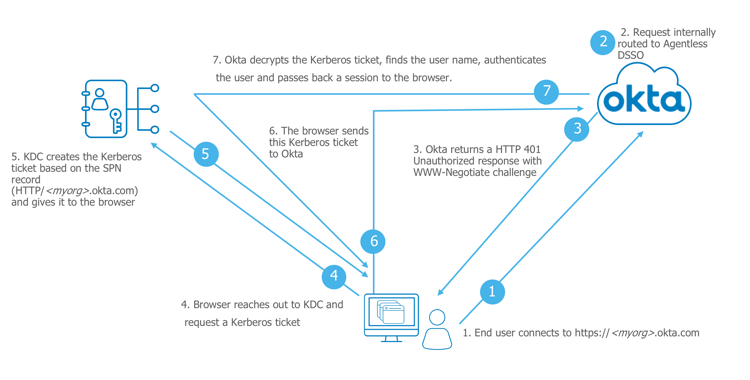 2
2. Request internally
routed to Agentless
DSSO
7. Okta decrypts the Kerberos ticket, finds the user name, authenticates
the user and passes back a session to the browser.
7
okta
6. The browser sends
this Kerberos ticket
to Okta
3
3. Okta returns a HTTP 401
Unauthorized response with
WWW-Negotiate challenge
5. KDC creates the Kerberos
ticket based on the SPN
record
(HTTP/<myorg>.okta.com)
and gives it to the browser
5
6
4
1
4. Browser reaches out to KDC and
request a Kerberos ticket
1. End user connects to https://<myorg>.okta.com